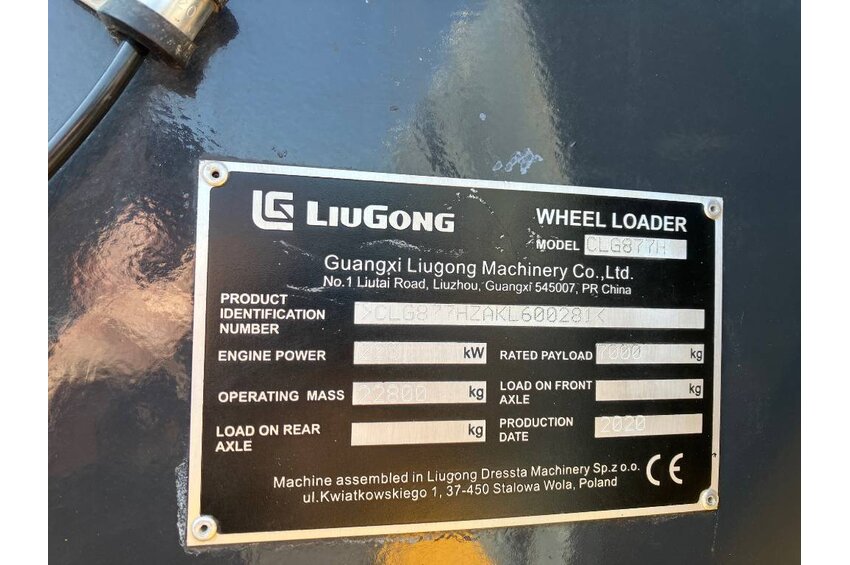 LG LIUGONG
WHEEL LOADER
MODEL CLG877H
Guangxi Liugong Machinery Co.,Ltd.
No.1 Liutai Road, Liuzhou, Guangxi 545007, PR China
PRODUCT IDENTIFICATION NUMBER >CLG877HZAKL600281<
ENGINE POWER kW
RATED PAYLOAD 7000 kg
OPERATING MASS 22800 kg
LOAD ON FRONT AXLE kg
LOAD ON REAR AXLE kg
PRODUCTION DATE 2020
Machine assembled in Liugong Dressta Machinery Sp.z o.o.
ul.Kwiatkowskiego 1, 37-450 Stalowa Wola, Poland
CE